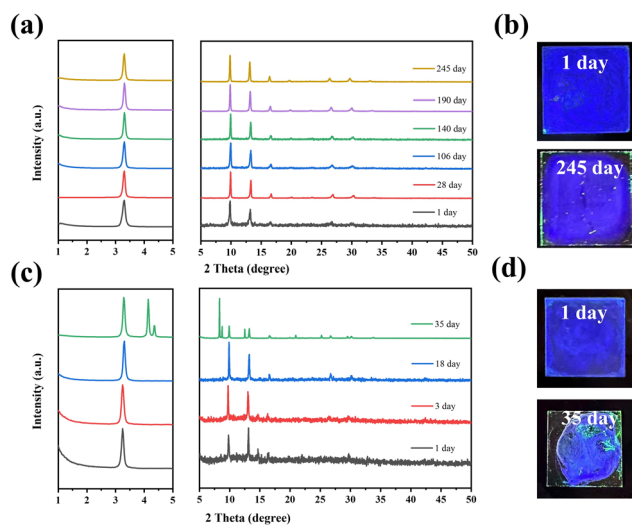 (a)
Intensity (a.u.)
245 day
190 day
140 day
106 day
28 day
1 day
1 2 3 4 5
5 10 15 20 25 30 35 40 45 50
2 Theta (degree)
(b)
1 day
245 day
(c)
Intensity (a.u.)
35 day
18 day
3 day
1 day
1 2 3 4 5
5 10 15 20 25 30 35 40 45 50
2 Theta (degree)
(d)
1 day
35 day